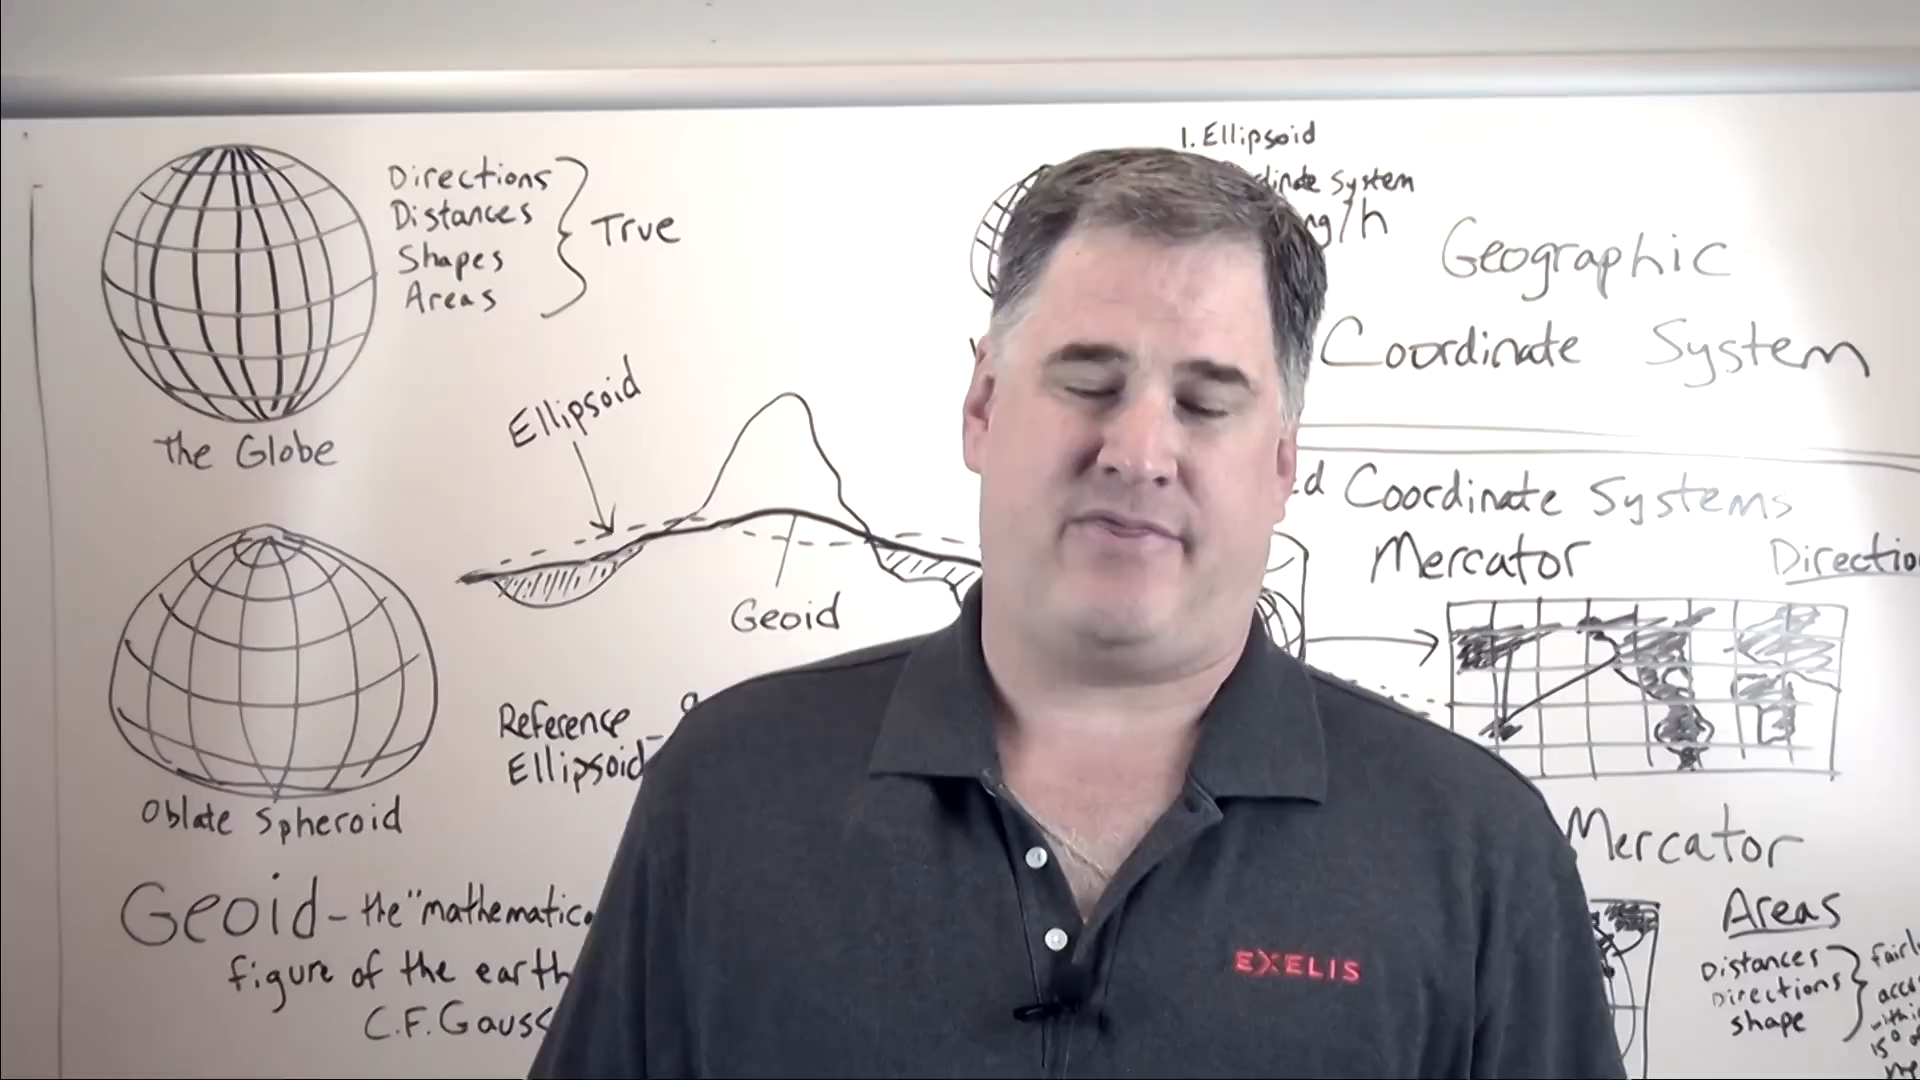 Directions
Distances
Shapes
Areas
True
the Globe
Ellipsoid
Geoid
Oblate Spheroid
Reference
Ellipsoid
Geoid - the "mathematica
figure of the earth
C.F.Gauss
1. Ellipsoid
System
Geographic
Coordinate System
Coordinate Systems
Mercator
Directio
Mercator
Areas
Distances
Directions
shape
fairl
EXELIS